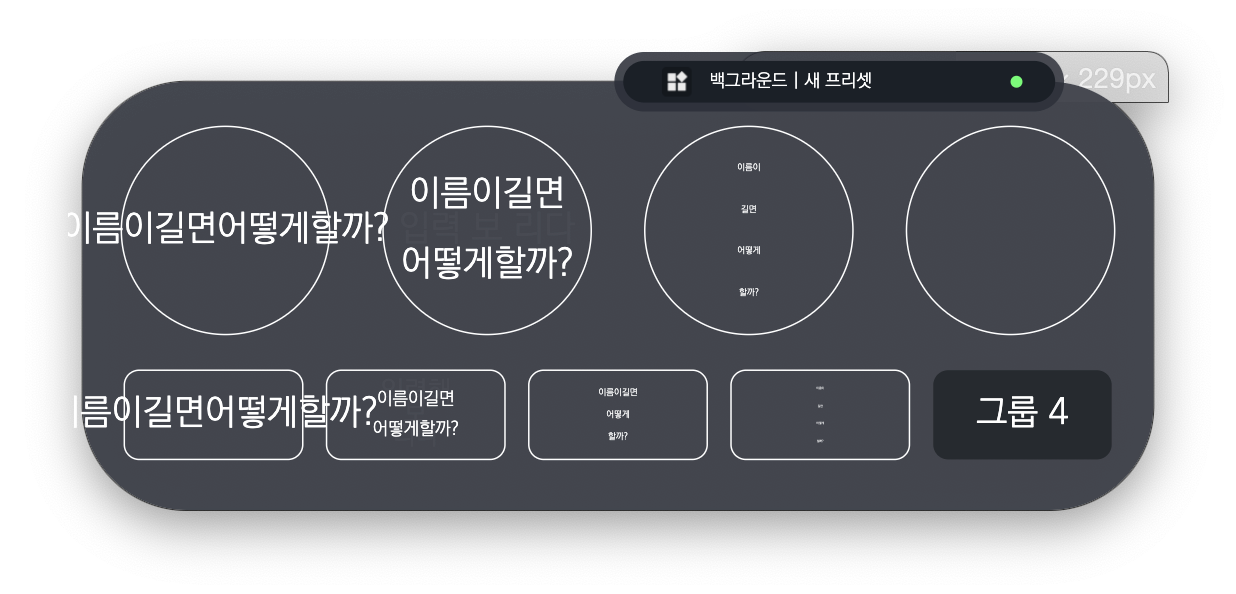 229px
백그라운드 | 새 프리셋
이름이길면어떻게할까?
이름이길면
어떻게할까?
이름이
길면
어떻게
할까?
이름이길면어떻게할까?
이름이길면
어떻게할까?
이름이길면
어떻게
할까?
그룹 4